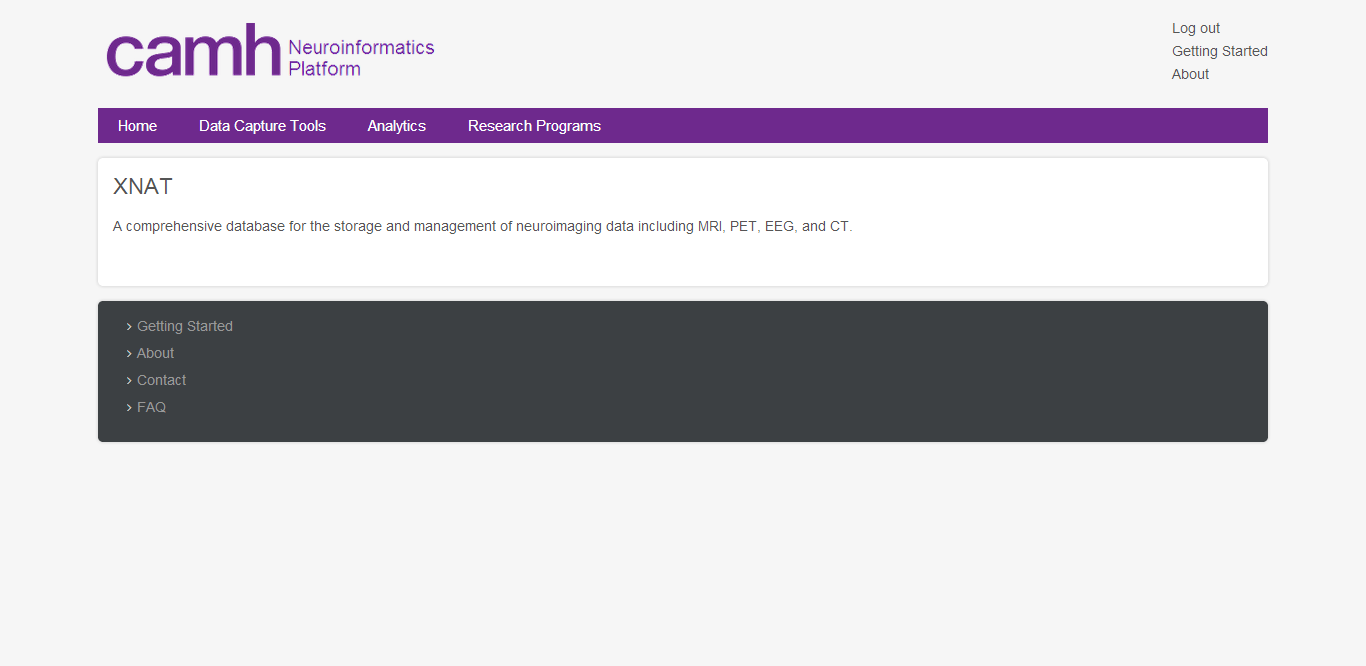 camh Neuroinformatics
Platform
Log out
Getting Started
About
Home Data Capture Tools Analytics Research Programs
XNAT
A comprehensive database for the storage and management of neuroimaging data including MRI, PET, EEG, and CT.
› Getting Started
› About
› Contact
› FAQ